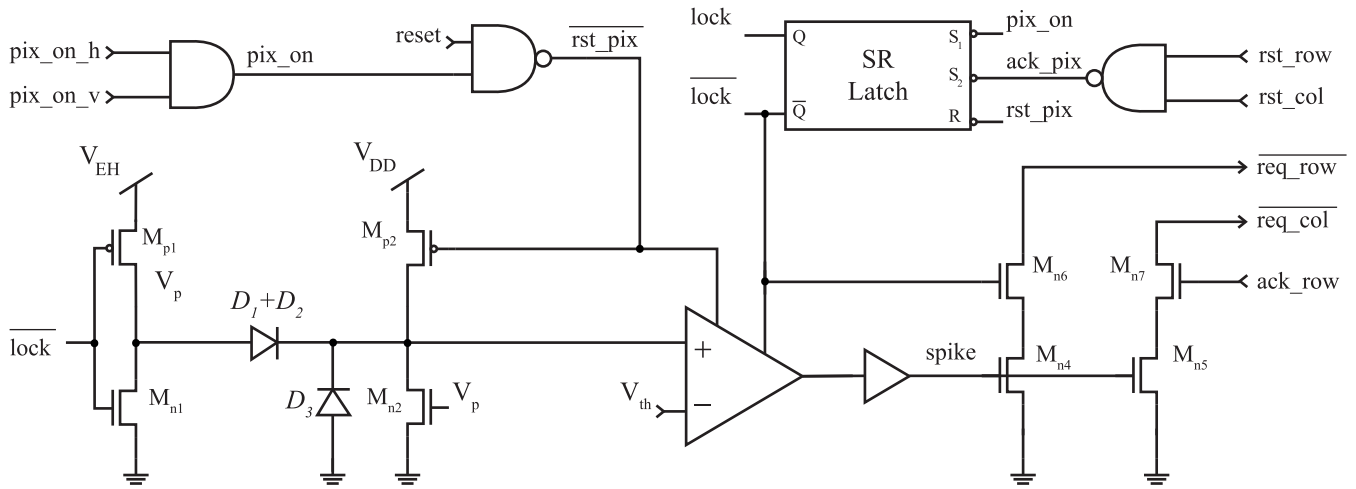 pix_on_h
pix_on_v
pix_on
reset
rst_pix
lock
lock
Q
Q
SR
Latch
S1
S2
R
pix_on
ack_pix
rst_pix
rst_row
rst_col
req_row
req_col
ack_row
VEH
Mp1
Vp
lock
Mn1
D1+D2
D3
VDD
Mp2
Mn2
Vp
+
−
Vth
spike
Mn6
Mn7
Mn4
Mn5